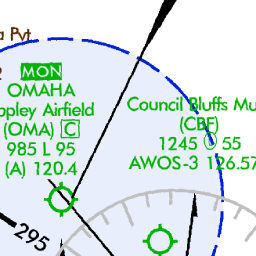 Pvt.
MON
OMAHA
ppley Airfield
(OMA) C
985 L 95
(A) 120.4
Council Bluffs Mu
(CBF)
1245 55
AWOS-3 126.57
295